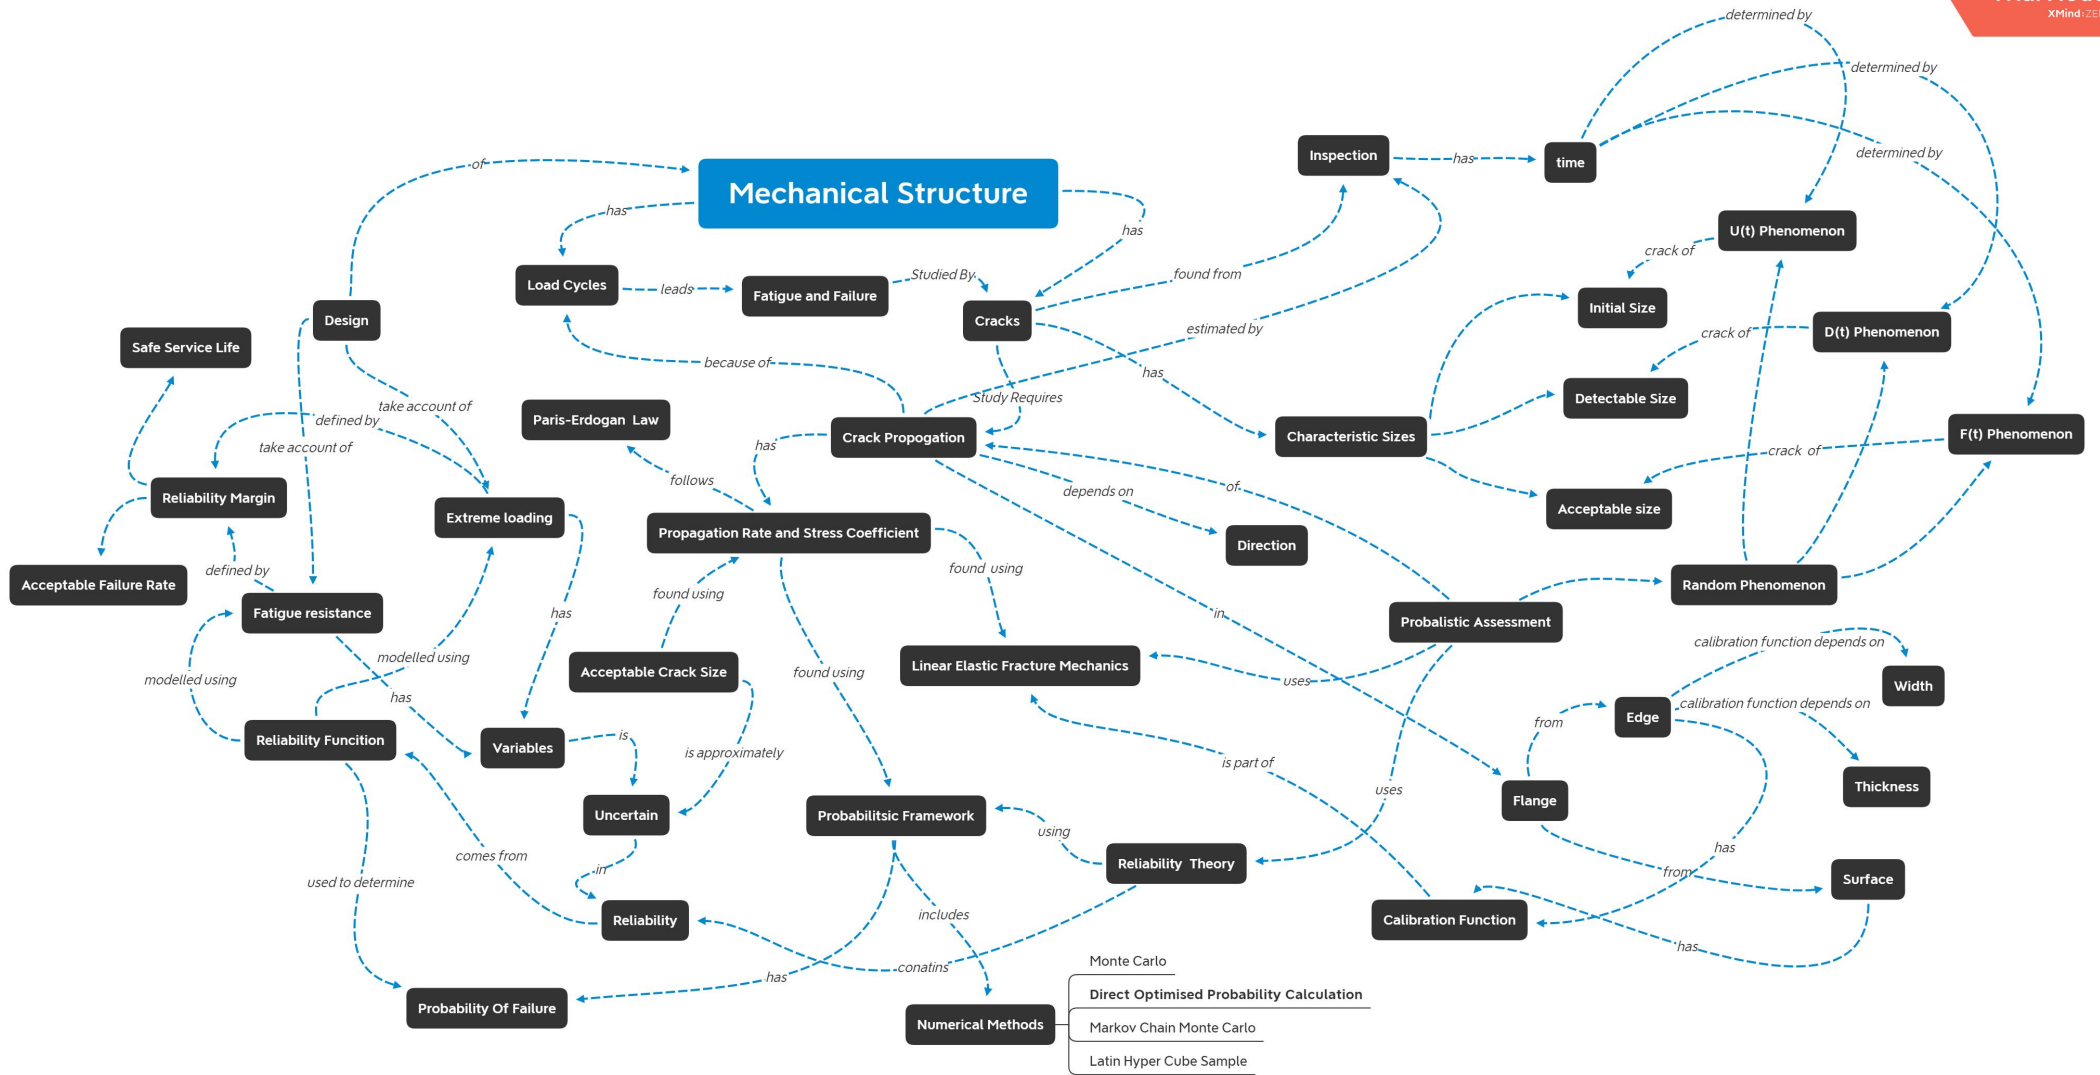 determined by
XMind:ZEN
determined by
determined by
of
Mechanical Structure
Inspection
has
time
has
has
U(t) Phenomenon
crack of
Load Cycles
leads
Fatigue and Failure
Studied By
found from
Cracks
Initial Size
Design
estimated by
D(t) Phenomenon
crack of
Safe Service Life
because of
has
Study Requires
Detectable Size
take account of
defined by
Paris-Erdogan Law
take account of
has
Crack Propogation
Characteristic Sizes
F(t) Phenomenon
crack of
follows
depends on
of
Reliability Margin
Extreme loading
Acceptable size
Propagation Rate and Stress Coefficient
Direction
defined by
Acceptable Failure Rate
found using
Random Phenomenon
found using
Fatigue resistance
has
in
Probalistic Assessment
calibration function depends on
modelled using
Linear Elastic Fracture Mechanics
Acceptable Crack Size
found using
modelled using
has
uses
Width
calibration function depends on
Edge
from
Reliability Funcition
Variables
is
is approximately
is part of
Thickness
uses
Flange
Uncertain
Probabilitsic Framework
using
has
comes from
Reliability Theory
in
from
Surface
used to determine
Reliability
includes
Calibration Function
has
conatins
has
Probability Of Failure
Numerical Methods
Monte Carlo
Direct Optimised Probability Calculation
Markov Chain Monte Carlo
Latin Hyper Cube Sample